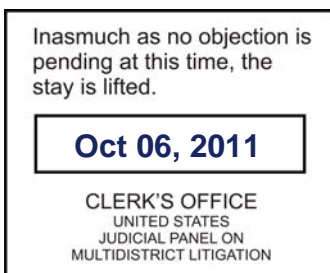 Inasmuch as no objection is
pending at this time, the
stay is lifted.
Oct 06, 2011
CLERK'S OFFICE
UNITED STATES
JUDICIAL PANEL ON
MULTIDISTRICT LITIGATION